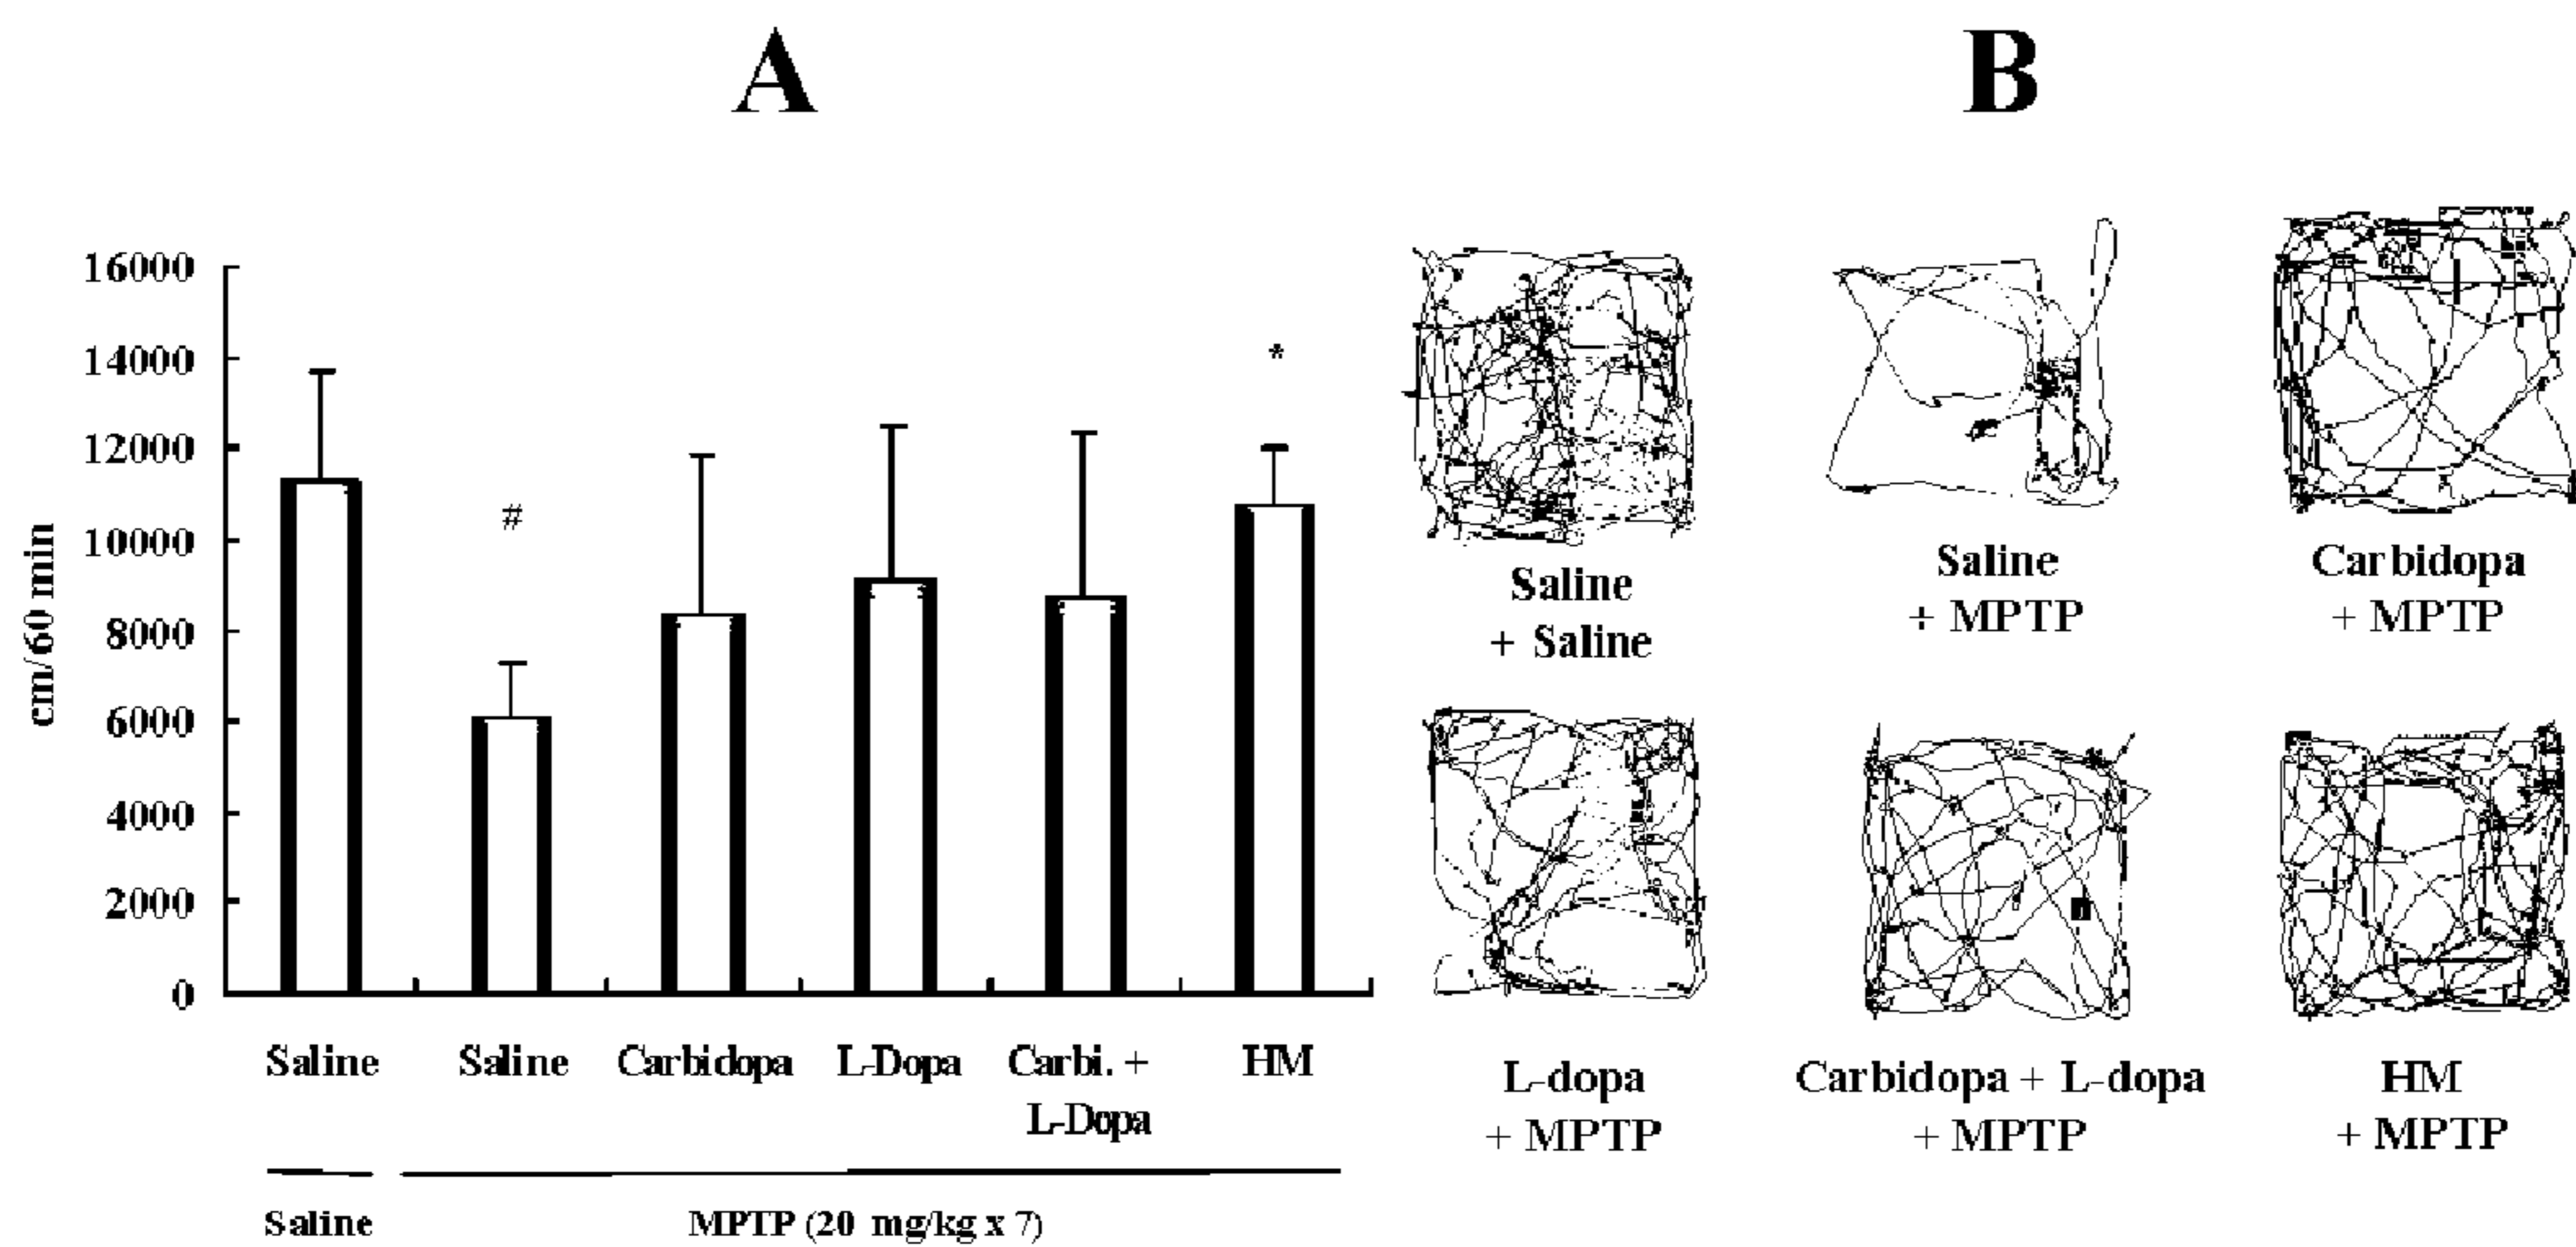 A
B
16000
14000
12000
10000
8000
6000
4000
2000
0
cm/60 min
#
*
Saline
Saline
Carbidopa
L-Dopa
Carbi. +
L-Dopa
HM
Saline
MPTP (20 mg/kg x 7)
Saline
+ Saline
Saline
+ MPTP
Carbidopa
+ MPTP
L-dopa
+ MPTP
Carbidopa + L-dopa
+ MPTP
HM
+ MPTP